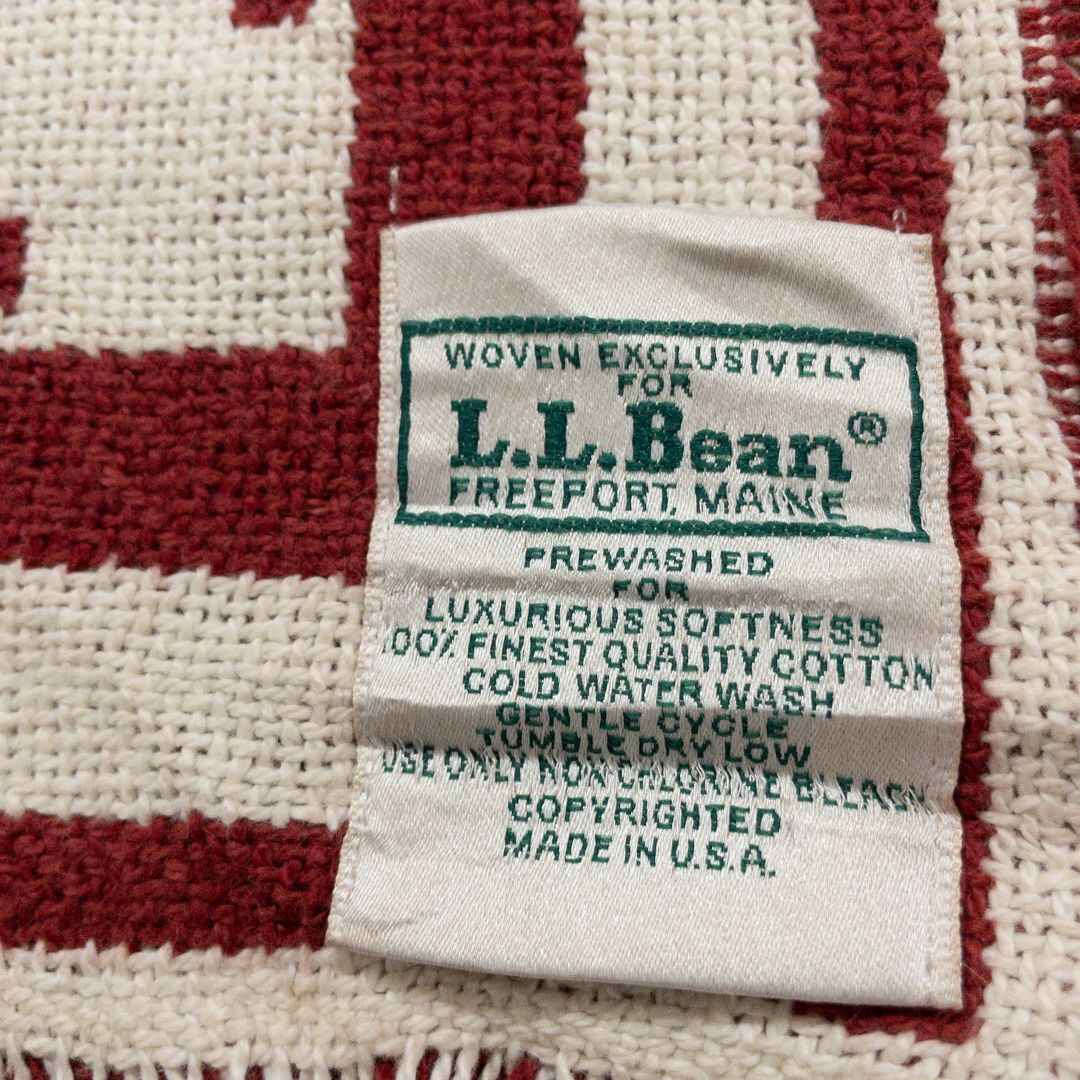 WOVEN EXCLUSIVELY
FOR
L.L.Bean®
FREEPORT, MAINE
PREWASHED
FOR
LUXURIOUS SOFTNESS
100% FINEST QUALITY COTTON
COLD WATER WASH
GENTLE CYCLE
TUMBLE DRY LOW
USE ONLY NON CHLORINE BLEACH
COPYRIGHTED
MADE IN U.S.A.